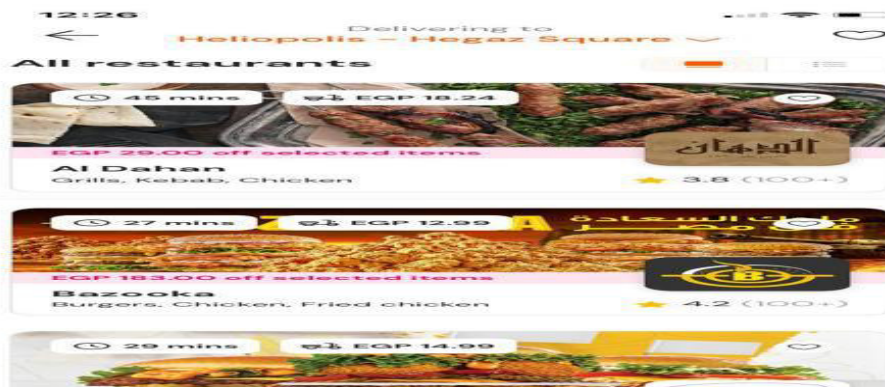 12:26
Delivering to
Heliopolis - Hegaz Square
All restaurants
45 mins EGP 18.24
الدهان
EGP 29.00 off selected items
Al Dahan
Grills, Kebab, Chicken
3.8 (100+)
27 mins EGP 12.99
السعادة
مصر
B
EGP 183.00 off selected items
Bazooka
Burgers, Chicken, Fried chicken
4.2 (100+)
29 mins EGP 14.99